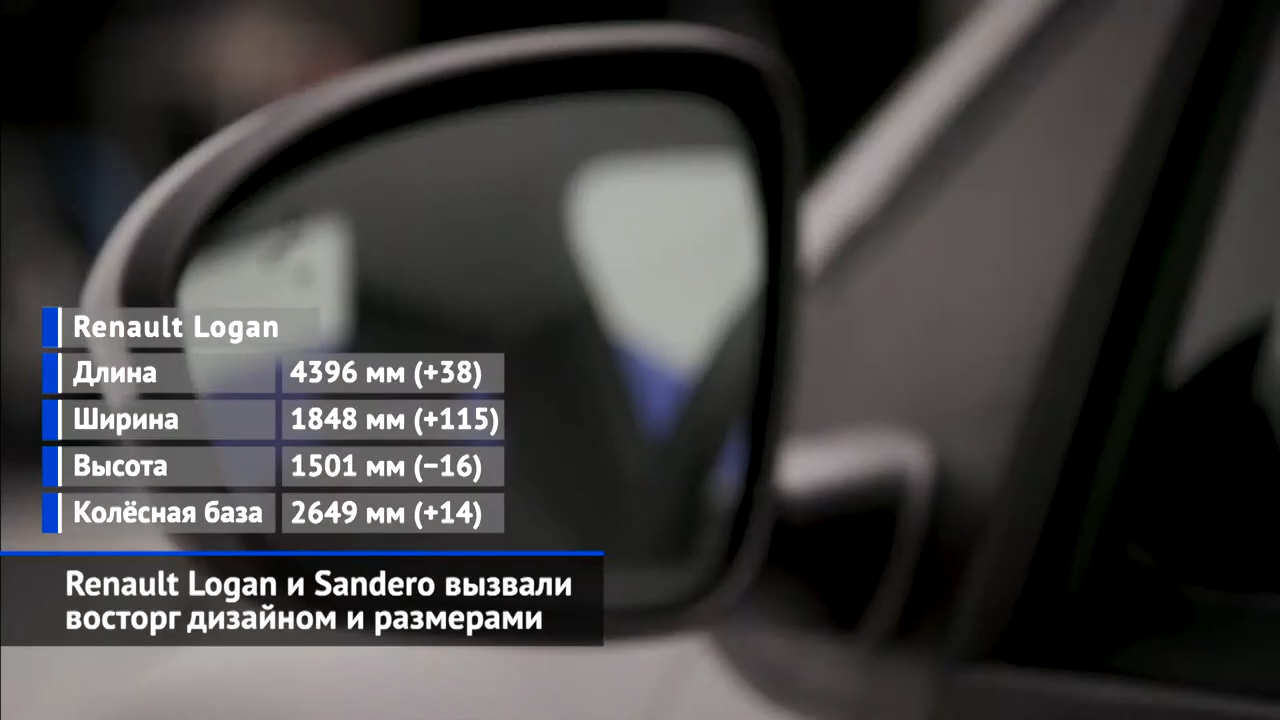 Renault Logan
Длина 4396 мм (+38)
Ширина 1848 мм (+115)
Высота 1501 мм (−16)
Колёсная база 2649 мм (+14)
Renault Logan и Sandero вызвали
восторг дизайном и размерами